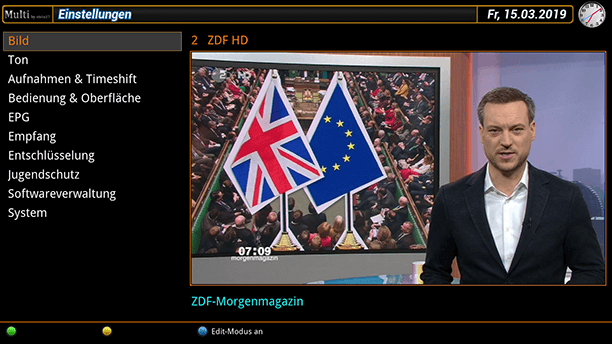 Multi
Einstellungen
Fr, 15.03.2019
Bild
Ton
Aufnahmen & Timeshift
Bedienung & Oberfläche
EPG
Empfang
Entschlüsselung
Jugendschutz
Softwareverwaltung
System
2 ZDF HD
07:09
morgenmagazin
ZDF-Morgenmagazin
Edit-Modus an